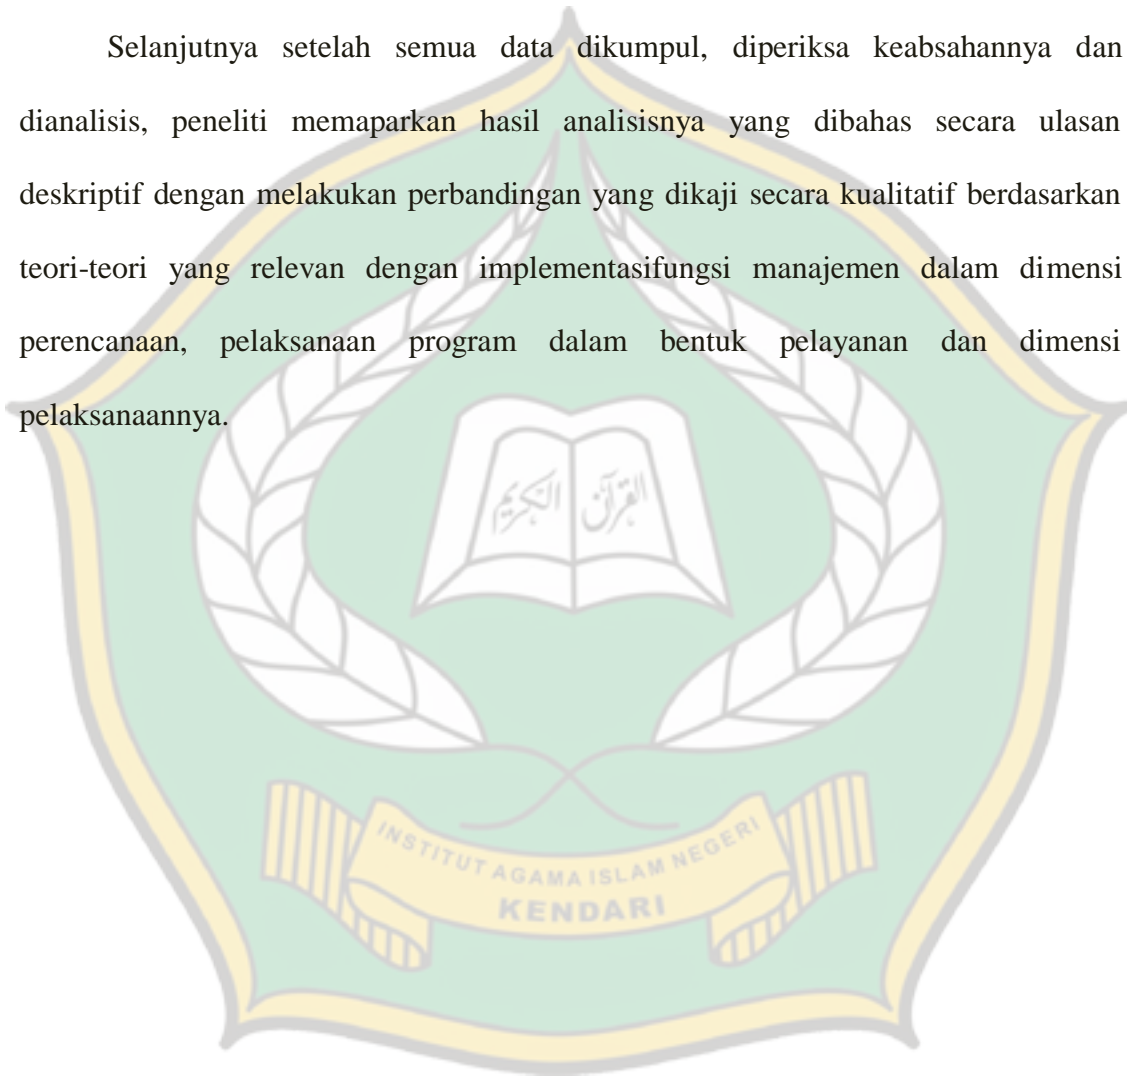 Selanjutnya setelah semua data dikumpul, diperiksa keabsahannya dan
dianalisis, peneliti memaparkan hasil analisisnya yang dibahas secara ulasan
deskriptif dengan melakukan perbandingan yang dikaji secara kualitatif berdasarkan
teori-teori yang relevan dengan implementasifungsi manajemen dalam dimensi
perencanaan, pelaksanaan program dalam bentuk pelayanan dan dimensi
pelaksanaannya.
القرآن الكريم
INSTITUT AGAMA ISLAM NEGERI
KENDARI